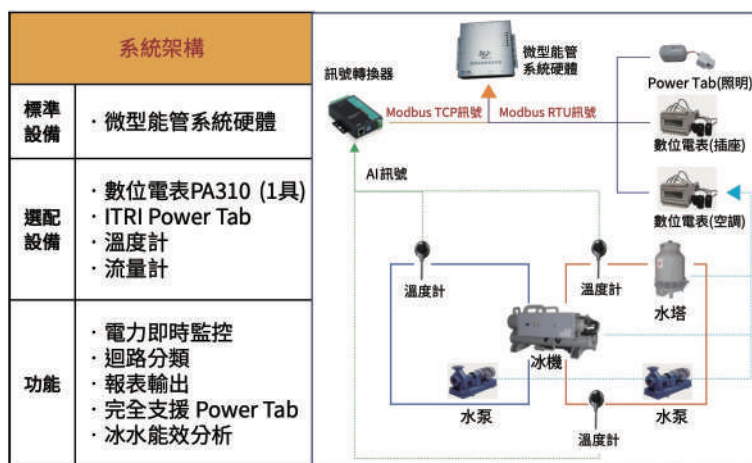 系統架構
標準
設備
·微型能管系統硬體
選配
設備
·數位電表PA310 (1具)
·ITRI Power Tab
·溫度計
·流量計
功能
·電力即時監控
·迴路分類
·報表輸出
·完全支援 Power Tab
·冰水能效分析
微型能管
系統硬體
訊號轉換器
Modbus TCP訊號
Modbus RTU訊號
Power Tab(照明)
數位電表(插座)
數位電表(空調)
AI訊號
溫度計
溫度計
水塔
冰機
水泵
水泵
溫度計